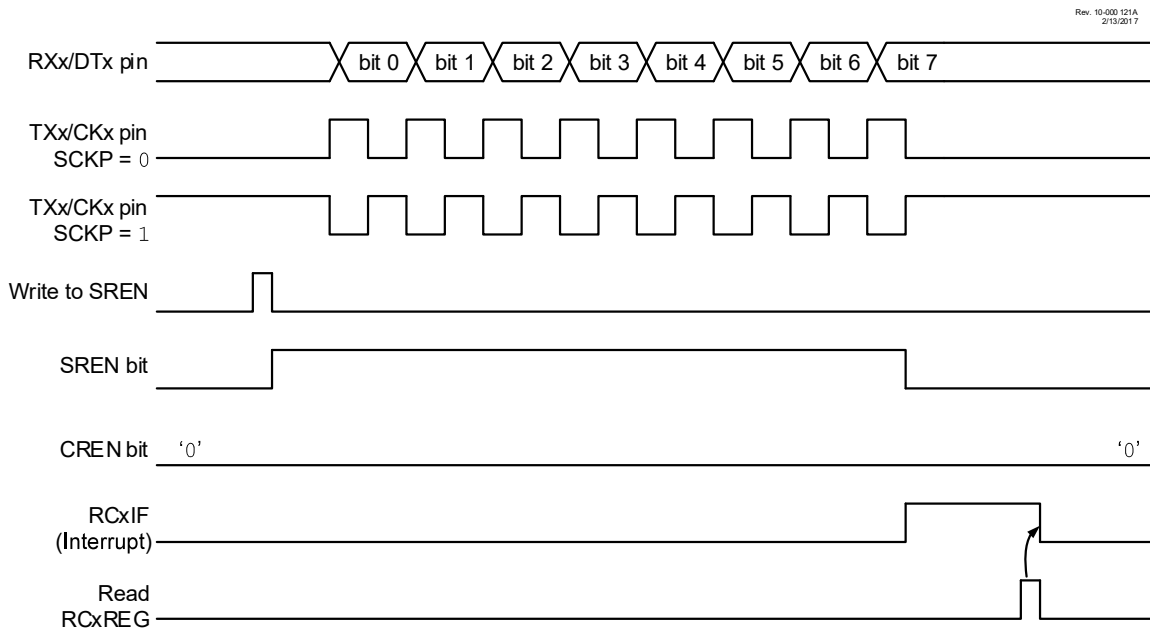 Rev. 10-000 121A
2/13/2017
RXx/DTx pin
bit 0 bit 1 bit 2 bit 3 bit 4 bit 5 bit 6 bit 7
TXx/CKx pin
SCKP = 0
TXx/CKx pin
SCKP = 1
Write to SREN
SREN bit
CREN bit ‘0’ ‘0’
RCxIF
(Interrupt)
Read
RCxREG